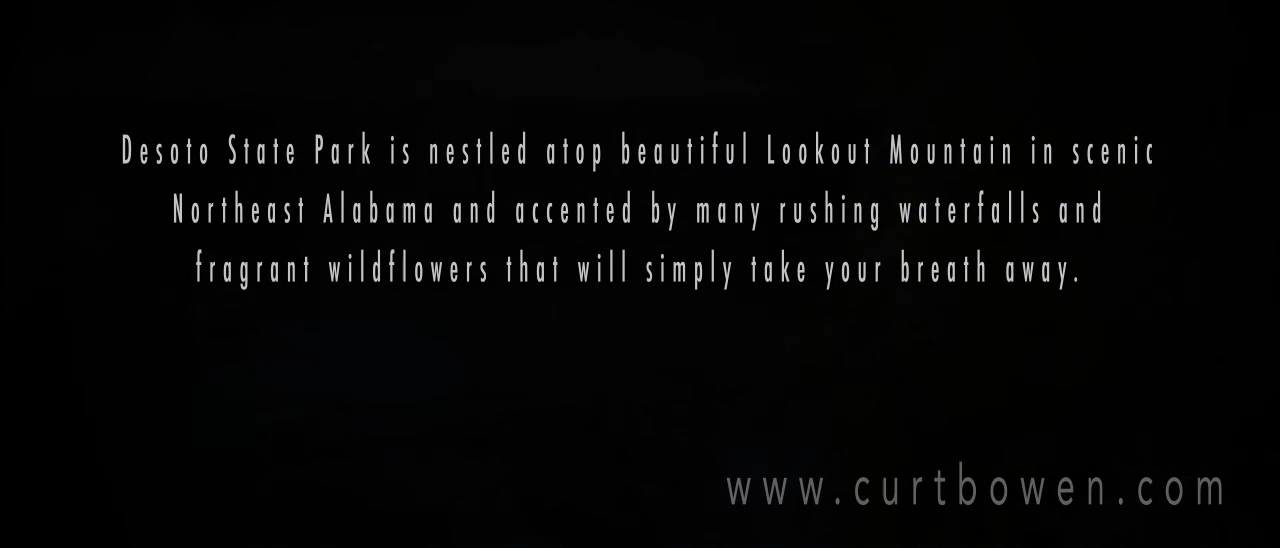 Desoto State Park is nestled atop beautiful Lookout Mountain in scenic
Northeast Alabama and accented by many rushing waterfalls and
fragrant wildflowers that will simply take your breath away.
www.curtbowen.com